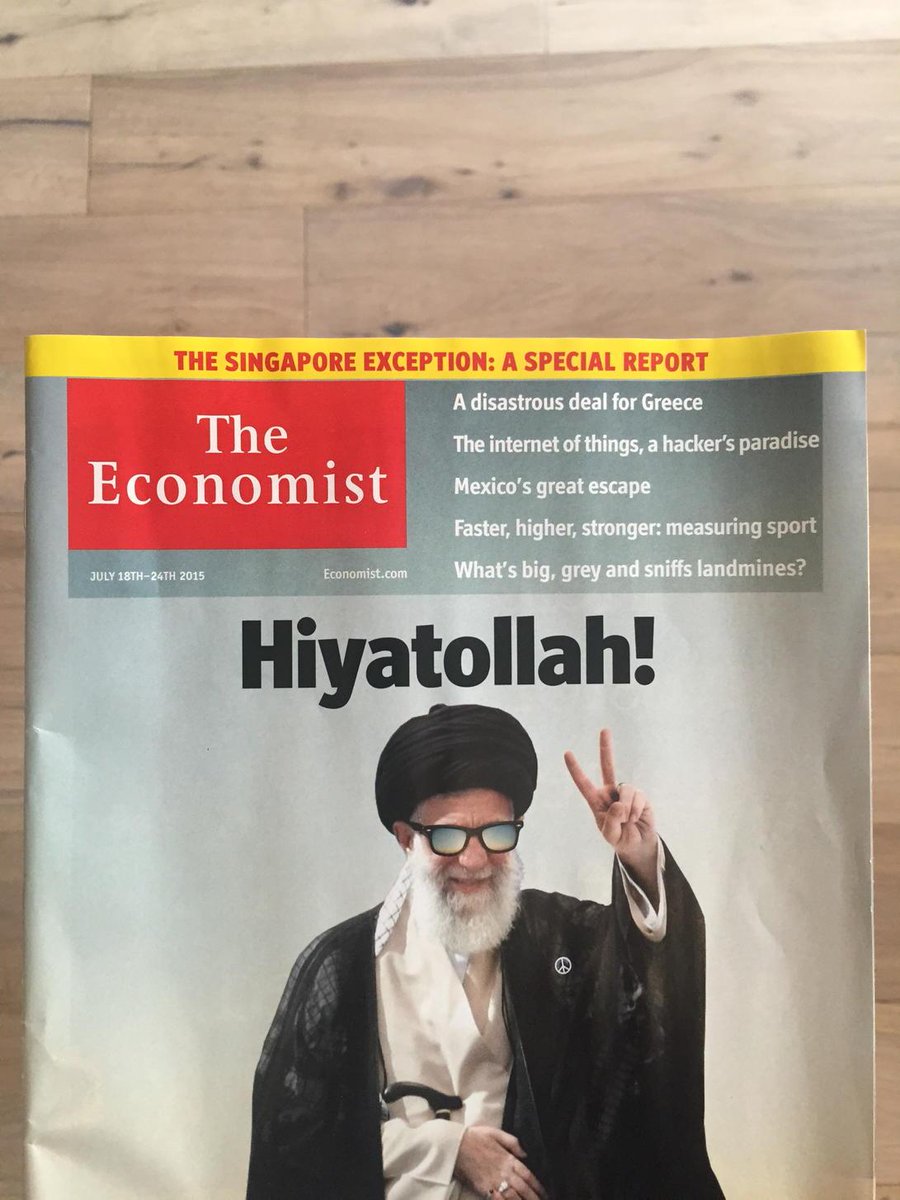 THE SINGAPORE EXCEPTION: A SPECIAL REPORT
The
Economist
JULY 18TH–24TH 2015
Economist.com
A disastrous deal for Greece
The internet of things, a hacker's paradise
Mexico's great escape
Faster, higher, stronger: measuring sport
What's big, grey and sniffs landmines?
Hiyatollah!